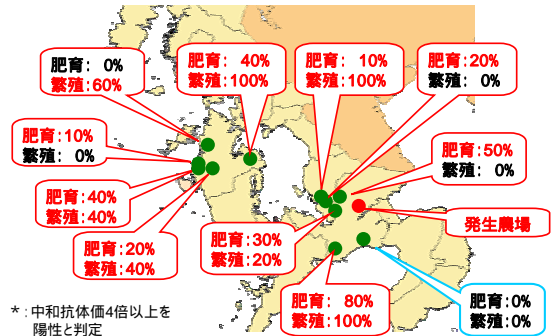 肥育: 0%
繁殖:60%
肥育: 40%
繁殖:100%
肥育: 10%
繁殖:100%
肥育:20%
繁殖: 0%
肥育:10%
繁殖: 0%
肥育:50%
繁殖: 0%
肥育:40%
繁殖:40%
発生農場
肥育:20%
繁殖:40%
肥育:30%
繁殖:20%
肥育: 80%
繁殖:100%
肥育:0%
繁殖:0%
*:中和抗体価4倍以上を
陽性と判定